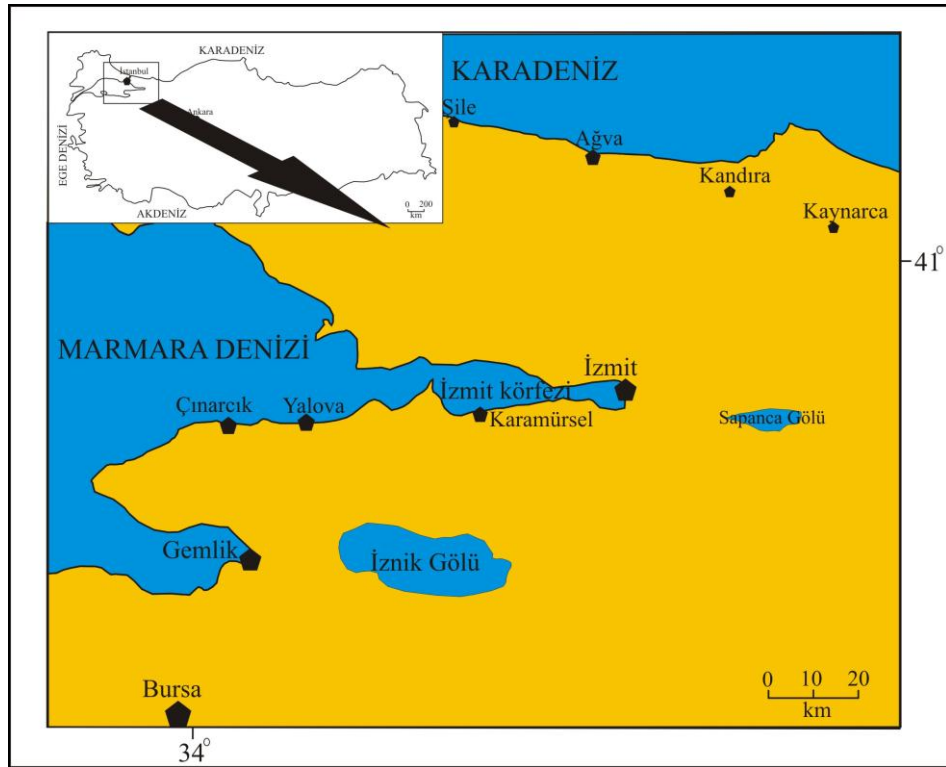 KARADENİZ
İstanbul
Ankara
EGE DENİZİ
AKDENİZ
0 200
km
KARADENİZ
Şile
Ağva
Kandıra
Kaynarca
41°
MARMARA DENİZİ
İzmit
İzmit körfezi
Çınarcık
Yalova
Karamürsel
Sapanca Gölü
Gemlik
İznik Gölü
Bursa
0 10 20
km
34°